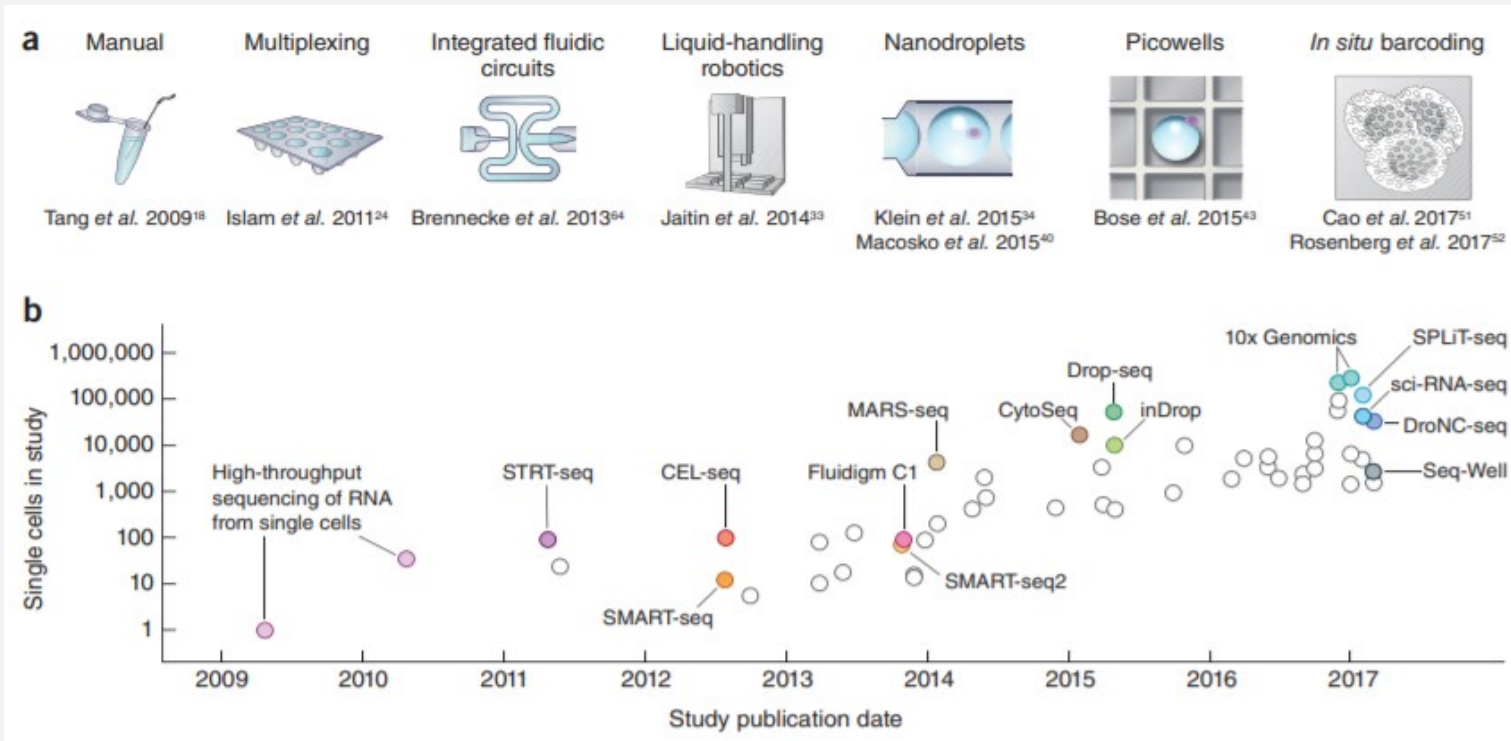 a
Manual
Multiplexing
Integrated fluidic
circuits
Liquid-handling
robotics
Nanodroplets
Picowells
In situ barcoding
Tang et al. 2009¹⁸
Islam et al. 2011²⁴
Brennecke et al. 2013⁶⁴
Jaitin et al. 2014³³
Klein et al. 2015³⁴
Macosko et al. 2015⁴⁰
Bose et al. 2015⁴³
Cao et al. 2017⁵¹
Rosenberg et al. 2017⁵²
b
Single cells in study
1,000,000
100,000
10,000
1,000
100
10
1
High-throughput
sequencing of RNA
from single cells
STRT-seq
CEL-seq
SMART-seq
Fluidigm C1
SMART-seq2
MARS-seq
CytoSeq
Drop-seq
inDrop
10x Genomics
SPLiT-seq
sci-RNA-seq
DroNC-seq
Seq-Well
2009
2010
2011
2012
2013
2014
2015
2016
2017
Study publication date